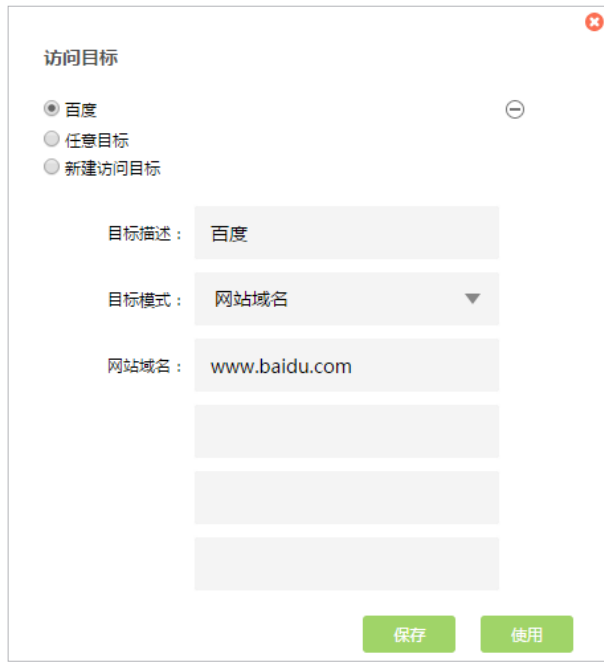 访问目标
百度
任意目标
新建访问目标
目标描述： 百度
目标模式： 网站域名
网站域名： www.baidu.com
保存 使用